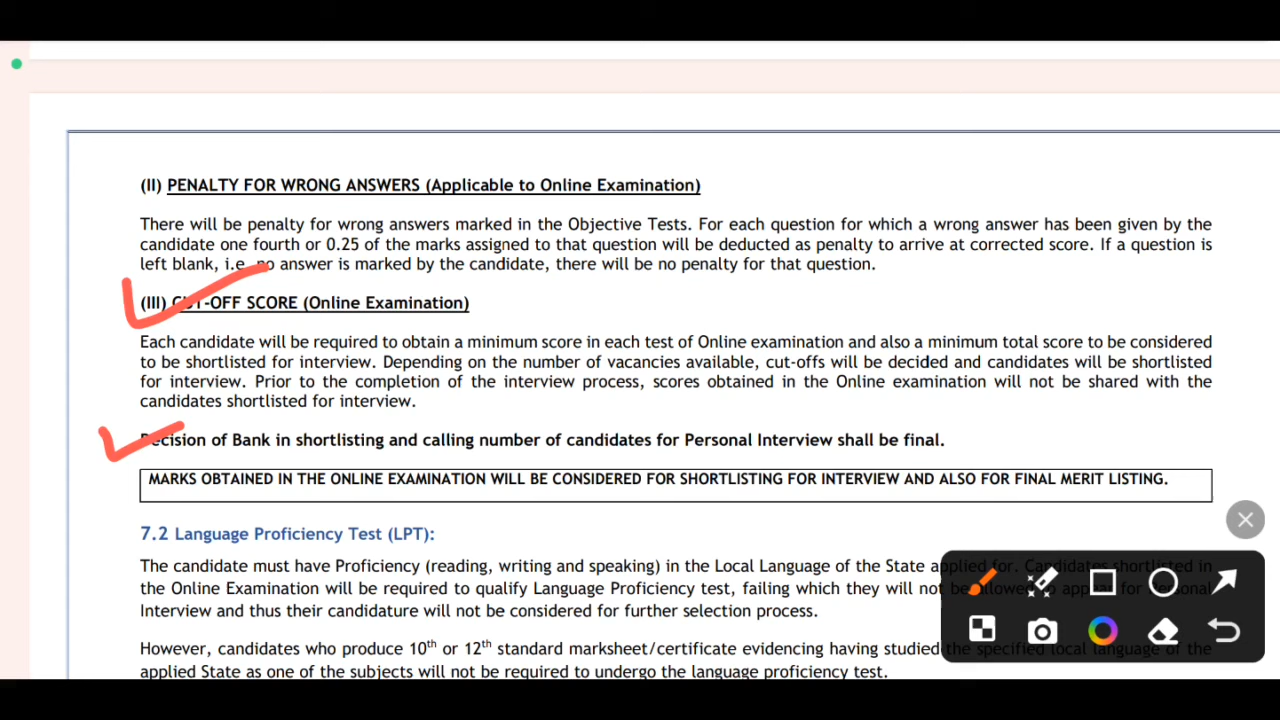 (II) PENALTY FOR WRONG ANSWERS (Applicable to Online Examination)
There will be penalty for wrong answers marked in the Objective Tests. For each question for which a wrong answer has been given by the
candidate one fourth or 0.25 of the marks assigned to that question will be deducted as penalty to arrive at corrected score. If a question is
left blank, i.e. no answer is marked by the candidate, there will be no penalty for that question.
(III) CUT-OFF SCORE (Online Examination)
Each candidate will be required to obtain a minimum score in each test of Online examination and also a minimum total score to be considered
to be shortlisted for interview. Depending on the number of vacancies available, cut-offs will be decided and candidates will be shortlisted
for interview. Prior to the completion of the interview process, scores obtained in the Online examination will not be shared with the
candidates shortlisted for interview.
Decision of Bank in shortlisting and calling number of candidates for Personal Interview shall be final.
MARKS OBTAINED IN THE ONLINE EXAMINATION WILL BE CONSIDERED FOR SHORTLISTING FOR INTERVIEW AND ALSO FOR FINAL MERIT LISTING.
7.2 Language Proficiency Test (LPT):
The candidate must have Proficiency (reading, writing and speaking) in the Local Language of the State applied for. Candidates shortlisted in
the Online Examination will be required to qualify Language Proficiency test, failing which they will not be allowed to appear for Personal
Interview and thus their candidature will not be considered for further selection process.
However, candidates who produce 10th or 12th standard marksheet/certificate evidencing having studied the specified local language of the
applied State as one of the subjects will not be required to undergo the language proficiency test.